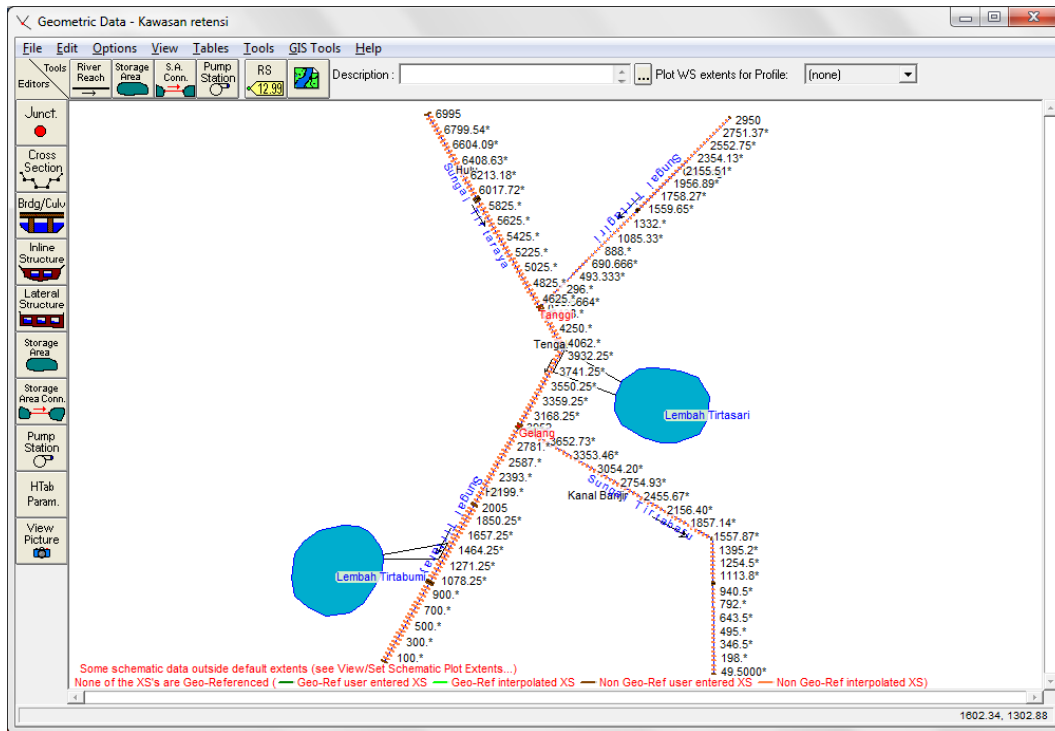 Geometric Data - Kawasan retensi
File Edit Options View Tables Tools GIS Tools Help
Tools
Editors
River
Reach
Storage
Area
S.A.
Conn.
Pump
Station
RS
12.99
Description :
...
Plot WS extents for Profile:
(none)
Junct.
Cross
Section
Brdg/Culv
Inline
Structure
Lateral
Structure
Storage
Area
Storage
Area Conn.
Pump
Station
HTab
Param.
View
Picture
6995
6799.54*
6604.09*
6408.63*
6213.18*
6017.72*
5825.*
5625.*
5425.*
5225.*
5025.*
4825.*
4625.*
Sungai Tirtaraya
2950
2751.37*
2552.75*
2354.13*
2155.51*
1956.89*
1758.27*
1559.65*
1332.*
1085.33*
888.*
690.666*
493.333*
296.*
Sungai Tirtagiri
Tanggi
4250.*
Tenga
4062.*
3932.25*
3741.25*
3550.25*
3359.25*
3168.25*
Lembah Tirtasari
Gelang
2781.*
2587.*
2393.*
2199.*
2005
1850.25*
1657.25*
1464.25*
1271.25*
1078.25*
900.*
700.*
500.*
300.*
100.*
Lembah Tirtabumi
3652.73*
3353.46*
3054.20*
2754.93*
Kanal Banjir
2455.67*
2156.40*
1857.14*
Sungai Tirtabaru
1557.87*
1395.2*
1254.5*
1113.8*
940.5*
792.*
643.5*
495.*
346.5*
198.*
49.5000*
Some schematic data outside default extents (see View/Set Schematic Plot Extents...)
None of the XS's are Geo-Referenced ( Geo-Ref user entered XS Geo-Ref interpolated XS Non Geo-Ref user entered XS Non Geo-Ref interpolated XS)
1602.34, 1302.88